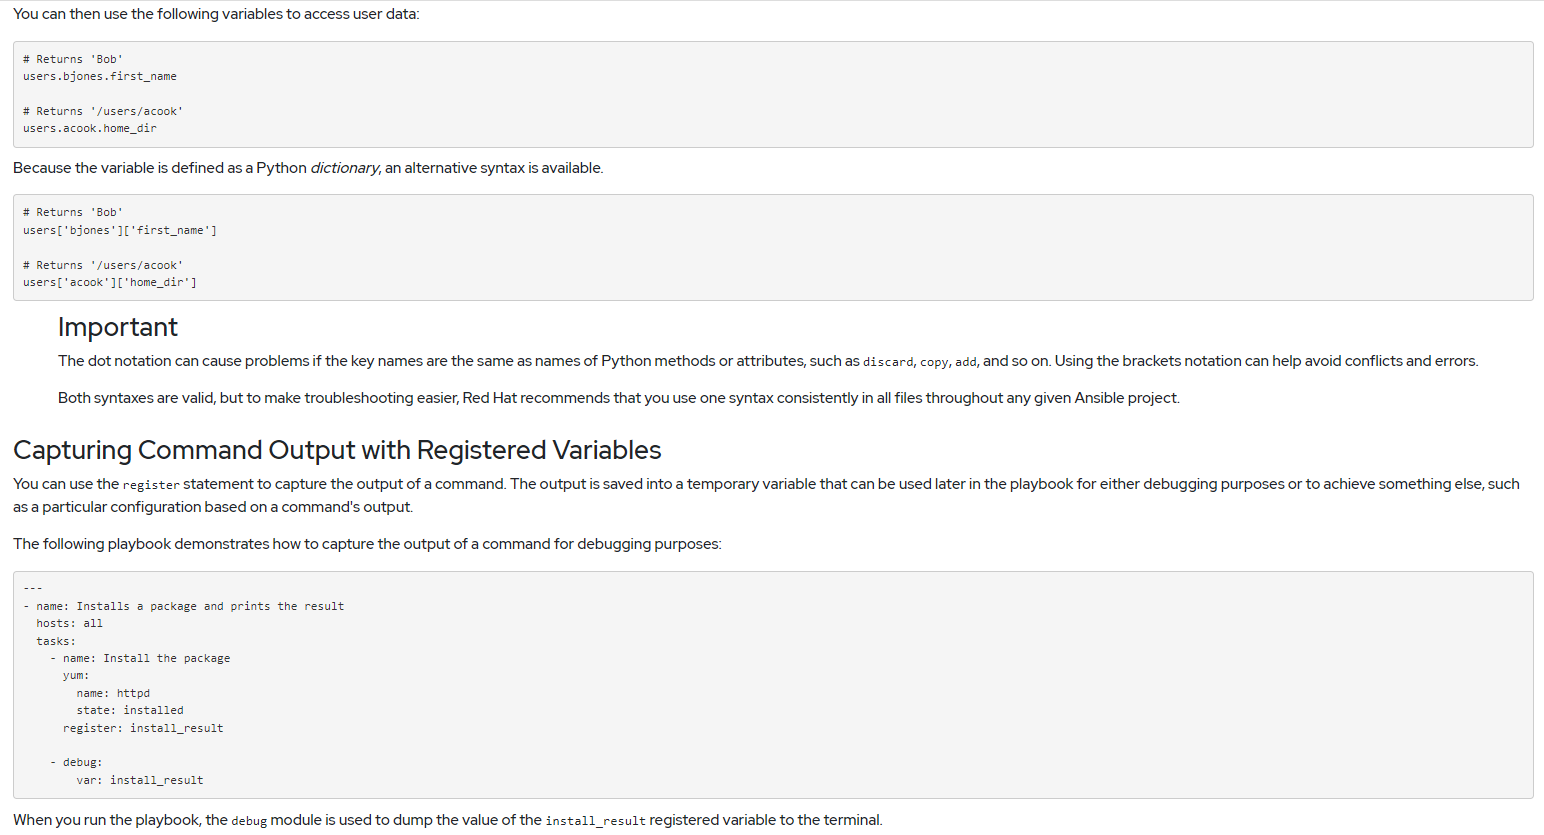 You can then use the following variables to access user data:
# Returns 'Bob'
users.bjones.first_name
# Returns '/users/acook'
users.acook.home_dir
Because the variable is defined as a Python dictionary, an alternative syntax is available.
# Returns 'Bob'
users['bjones']['first_name']
# Returns '/users/acook'
users['acook']['home_dir']
Important
The dot notation can cause problems if the key names are the same as names of Python methods or attributes, such as discard, copy, add, and so on. Using the brackets notation can help avoid conflicts and errors.
Both syntaxes are valid, but to make troubleshooting easier, Red Hat recommends that you use one syntax consistently in all files throughout any given Ansible project.
Capturing Command Output with Registered Variables
You can use the register statement to capture the output of a command. The output is saved into a temporary variable that can be used later in the playbook for either debugging purposes or to achieve something else, such
as a particular configuration based on a command's output.
The following playbook demonstrates how to capture the output of a command for debugging purposes:
---
- name: Installs a package and prints the result
  hosts: all
  tasks:
    - name: Install the package
      yum:
        name: httpd
        state: installed
      register: install_result
    - debug:
        var: install_result
When you run the playbook, the debug module is used to dump the value of the install_result registered variable to the terminal.